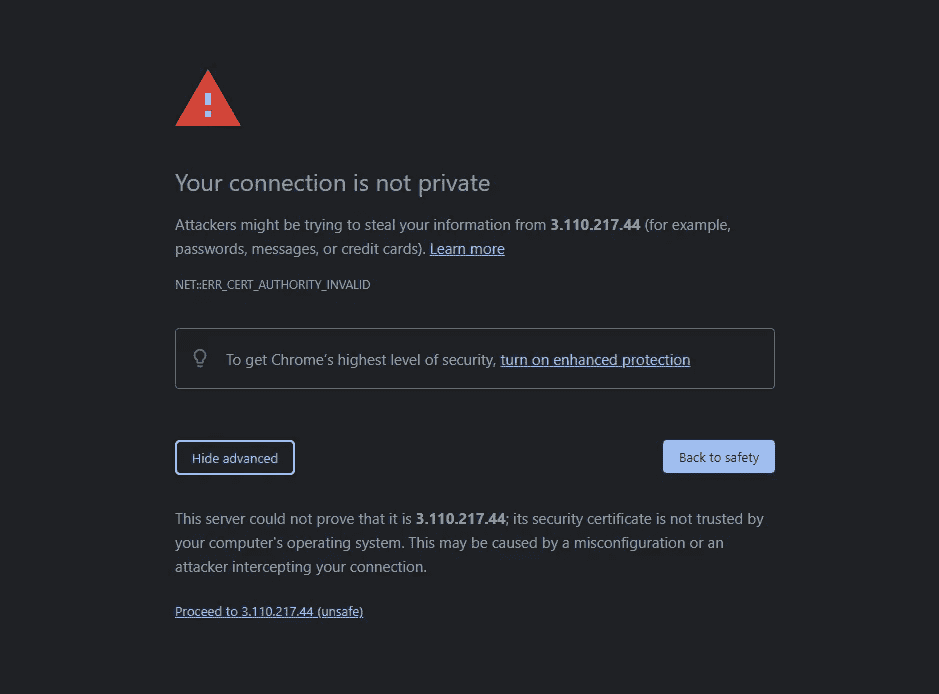 Your connection is not private
Attackers might be trying to steal your information from 3.110.217.44 (for example,
passwords, messages, or credit cards). Learn more
NET::ERR_CERT_AUTHORITY_INVALID
To get Chrome's highest level of security, turn on enhanced protection
Hide advanced
Back to safety
This server could not prove that it is 3.110.217.44; its security certificate is not trusted by
your computer's operating system. This may be caused by a misconfiguration or an
attacker intercepting your connection.
Proceed to 3.110.217.44 (unsafe)